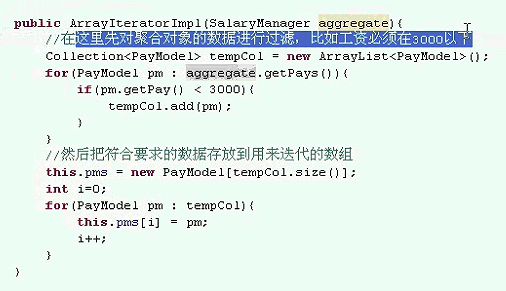 public ArrayIteratorImpl(SalaryManager aggregate){
//在这里先对聚合对象的数据进行过滤，比如工资必须在3000以下
Collection<PayModel> tempCol = new ArrayList<PayModel>();
for(PayModel pm : aggregate.getPays()){
if(pm.getPay() < 3000){
tempCol.add(pm);
}
}
//然后把符合要求的数据存放到用来迭代的数组
this.pms = new PayModel[tempCol.size()];
int i=0;
for(PayModel pm : tempCol){
this.pms[i] = pm;
i++;
}
}